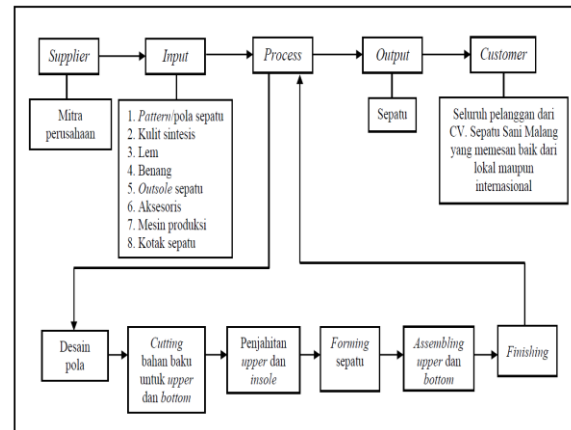 Supplier
Input
Process
Output
Customer
Mitra
perusahaan
1. Pattern/pola sepatu
2. Kulit sintesis
3. Lem
4. Benang
5. Outsole sepatu
6. Aksesoris
7. Mesin produksi
8. Kotak sepatu
Sepatu
Seluruh pelanggan dari
CV. Sepatu Sani Malang
yang memesan baik dari
lokal maupun
internasional
Desain
pola
Cutting
bahan baku
untuk upper
dan bottom
Penjahitan
upper dan
insole
Forming
sepatu
Assembling
upper dan
bottom
Finishing